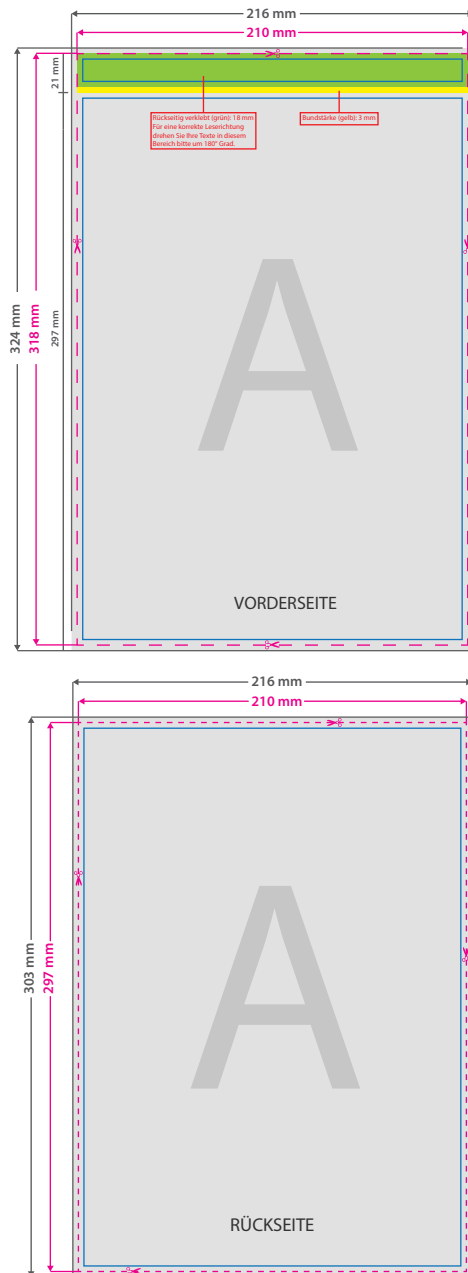 216 mm
210 mm
21 mm
Rückseitig verklebt (grün): 18 mm
Für eine korrekte Leserichtung
drehen Sie Ihre Texte in diesem
Bereich bitte um 180° Grad.
Bundstärke (gelb): 3 mm
324 mm
318 mm
297 mm
A
VORDERSEITE
216 mm
210 mm
303 mm
297 mm
A
RÜCKSEITE